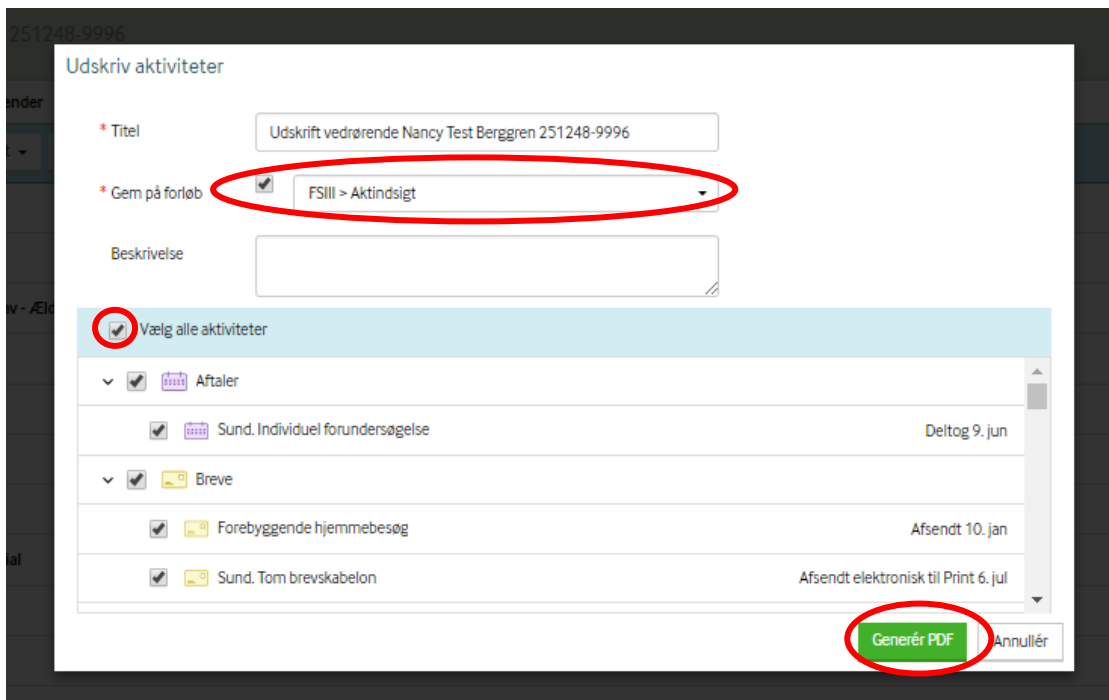 251248-9996
Udskriv aktiviteter
ender
* Titel
Udskrift vedrørende Nancy Test Berggren 251248-9996
* Gem på forløb
FSIII > Aktindsigt
Beskrivelse
Vælg alle aktiviteter
Aftaler
Sund. Individuel forundersøgelse
Deltog 9. jun
Breve
Forebyggende hjemmebesøg
Afsendt 10. jan
Sund. Tom brevskabelon
Afsendt elektronisk til Print 6. jul
Generér PDF
Annullér